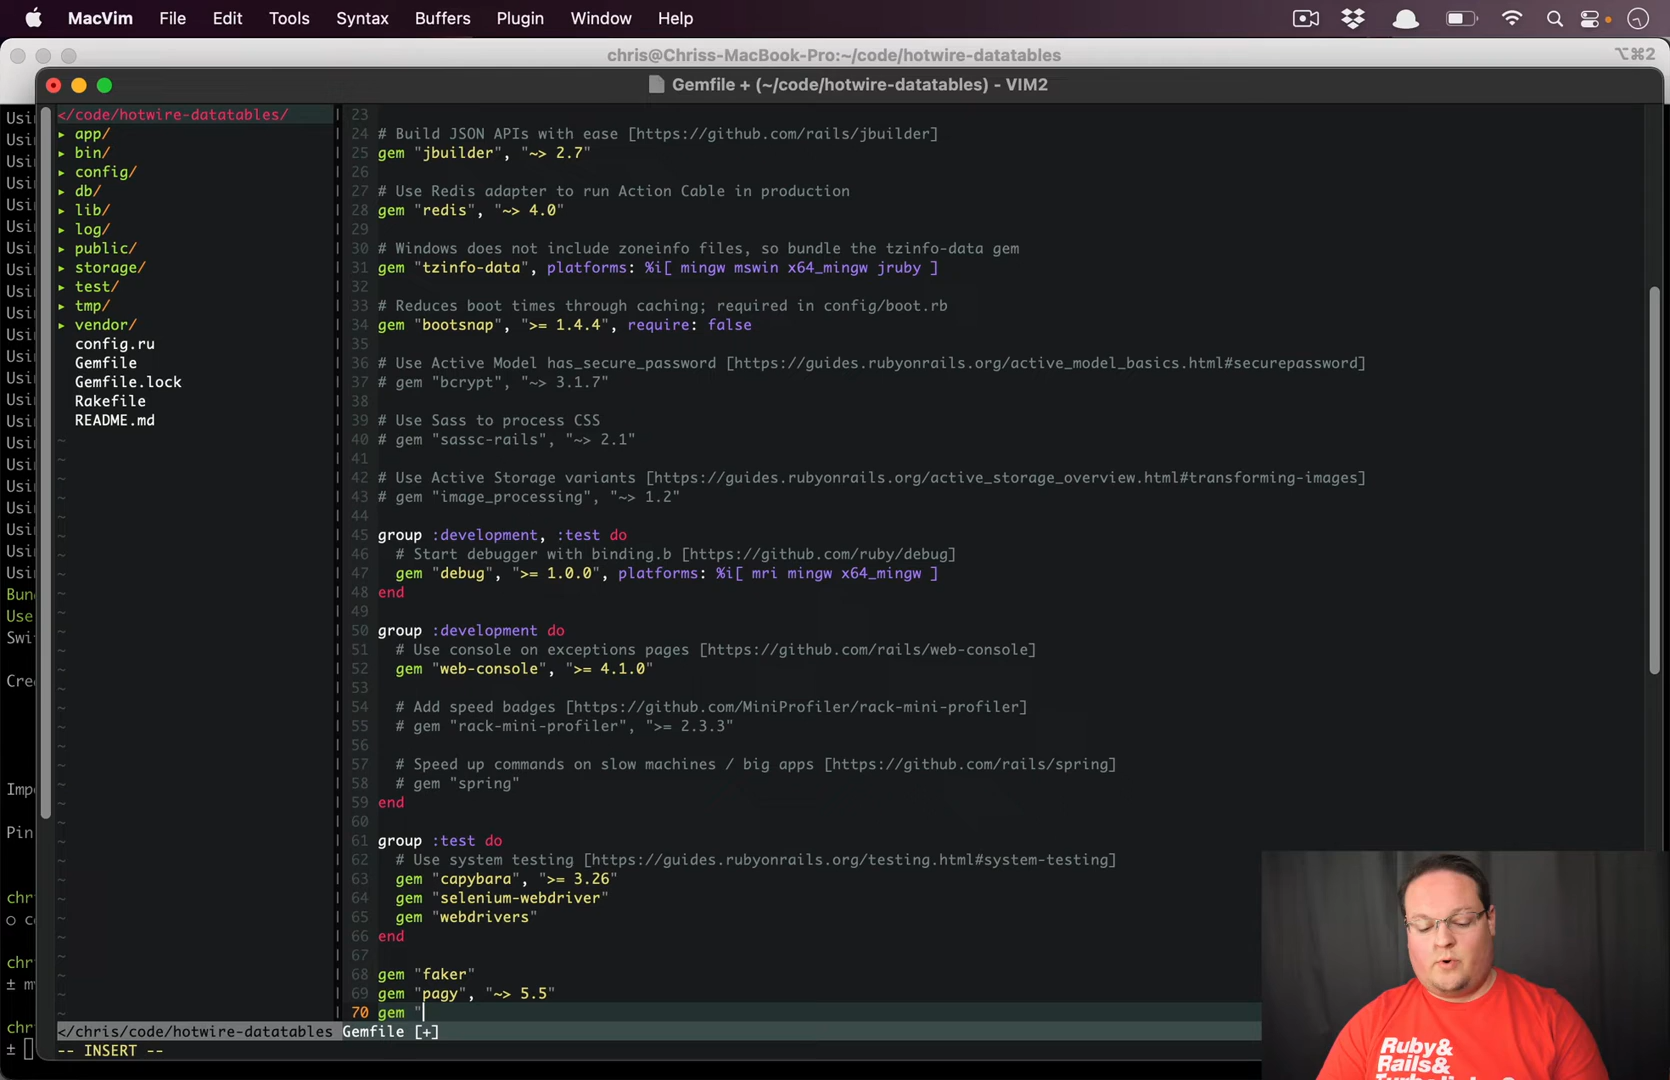 MacVim File Edit Tools Syntax Buffers Plugin Window Help
chris@Chriss-MacBook-Pro:~/code/hotwire-datatables
⌥⌘2
Gemfile + (~/code/hotwire-datatables) - VIM2
</code/hotwire-datatables/
▸ app/
▸ bin/
▸ config/
▸ db/
▸ lib/
▸ log/
▸ public/
▸ storage/
▸ test/
▸ tmp/
▸ vendor/
config.ru
Gemfile
Gemfile.lock
Rakefile
README.md
23
24 # Build JSON APIs with ease [https://github.com/rails/jbuilder]
25 gem "jbuilder", "~> 2.7"
26
27 # Use Redis adapter to run Action Cable in production
28 gem "redis", "~> 4.0"
29
30 # Windows does not include zoneinfo files, so bundle the tzinfo-data gem
31 gem "tzinfo-data", platforms: %i[ mingw mswin x64_mingw jruby ]
32
33 # Reduces boot times through caching; required in config/boot.rb
34 gem "bootsnap", ">= 1.4.4", require: false
35
36 # Use Active Model has_secure_password [https://guides.rubyonrails.org/active_model_basics.html#securepassword]
37 # gem "bcrypt", "~> 3.1.7"
38
39 # Use Sass to process CSS
40 # gem "sassc-rails", "~> 2.1"
41
42 # Use Active Storage variants [https://guides.rubyonrails.org/active_storage_overview.html#transforming-images]
43 # gem "image_processing", "~> 1.2"
44
45 group :development, :test do
46 # Start debugger with binding.b [https://github.com/ruby/debug]
47 gem "debug", ">= 1.0.0", platforms: %i[ mri mingw x64_mingw ]
48 end
49
50 group :development do
51 # Use console on exceptions pages [https://github.com/rails/web-console]
52 gem "web-console", ">= 4.1.0"
53
54 # Add speed badges [https://github.com/MiniProfiler/rack-mini-profiler]
55 # gem "rack-mini-profiler", ">= 2.3.3"
56
57 # Speed up commands on slow machines / big apps [https://github.com/rails/spring]
58 # gem "spring"
59 end
60
61 group :test do
62 # Use system testing [https://guides.rubyonrails.org/testing.html#system-testing]
63 gem "capybara", ">= 3.26"
64 gem "selenium-webdriver"
65 gem "webdrivers"
66 end
67
68 gem "faker"
69 gem "pagy", "~> 5.5"
70 gem "
</chris/code/hotwire-datatables Gemfile [+]
-- INSERT --
Ruby&
Rails&